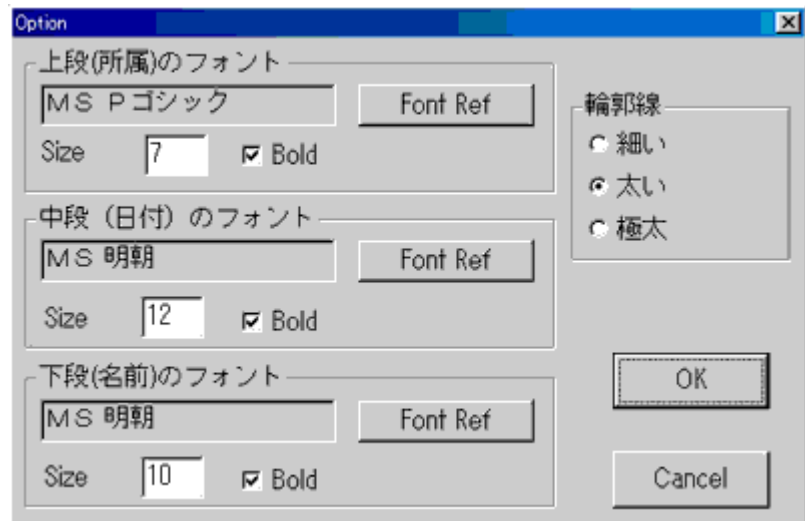 Option
上段(所属)のフォント
ＭＳ Ｐゴシック
Font Ref
Size 7 Bold
中段（日付）のフォント
ＭＳ 明朝
Font Ref
Size 12 Bold
下段(名前)のフォント
ＭＳ 明朝
Font Ref
Size 10 Bold
輪郭線
細い
太い
極太
OK
Cancel